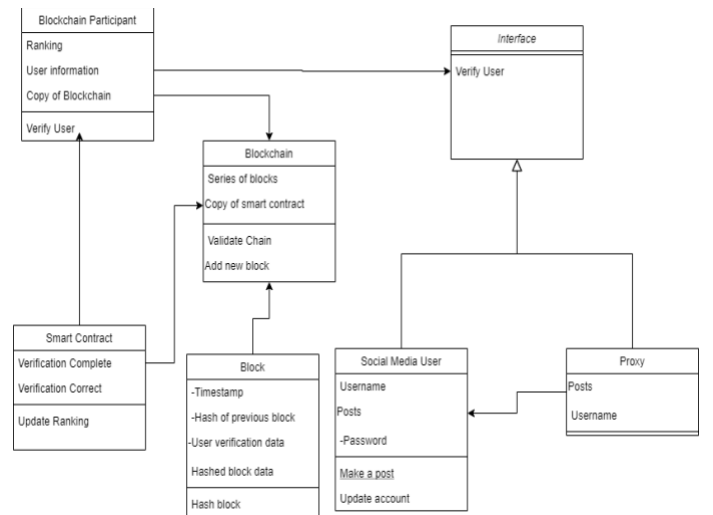 Blockchain Participant
Ranking
User information
Copy of Blockchain
Verify User
Interface
Verify User
Blockchain
Series of blocks
Copy of smart contract
Validate Chain
Add new block
Smart Contract
Verification Complete
Verification Correct
Update Ranking
Block
-Timestamp
-Hash of previous block
-User verification data
Hashed block data
Hash block
Social Media User
Username
Posts
-Password
Make a post
Update account
Proxy
Posts
Username